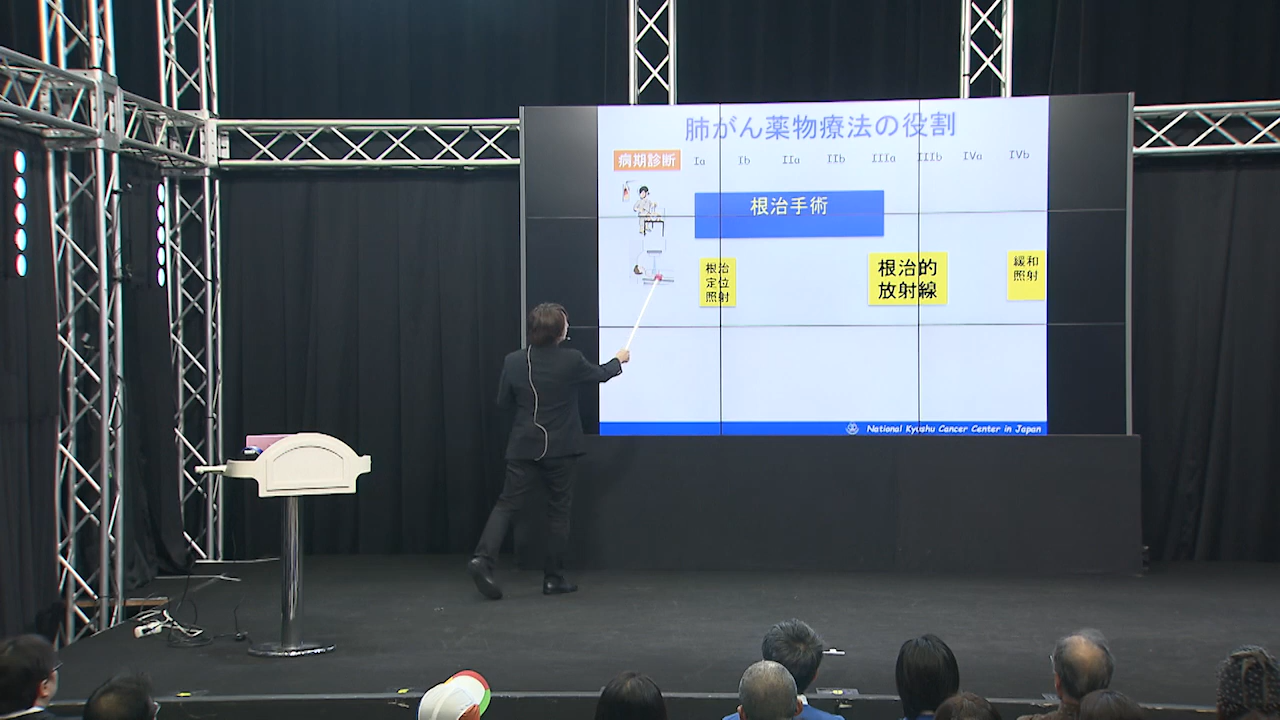 肺がん薬物療法の役割
病期診断 Ia Ib IIa IIb IIIa IIIb IVa IVb
根治手術
根治
定位
照射
根治的
放射線
緩和
照射
National Kyushu Cancer Center in Japan